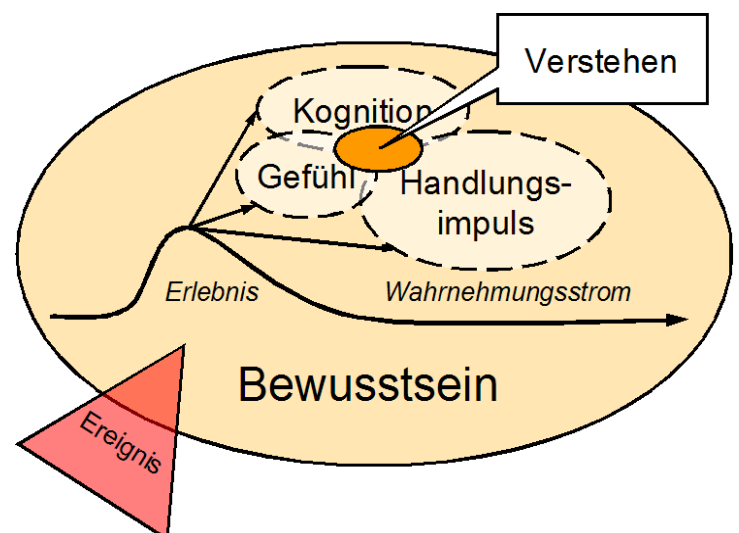 Verstehen
Kognition
Gefühl
Handlungs-
impuls
Erlebnis
Wahrnehmungsstrom
Bewusstsein
Ereignis